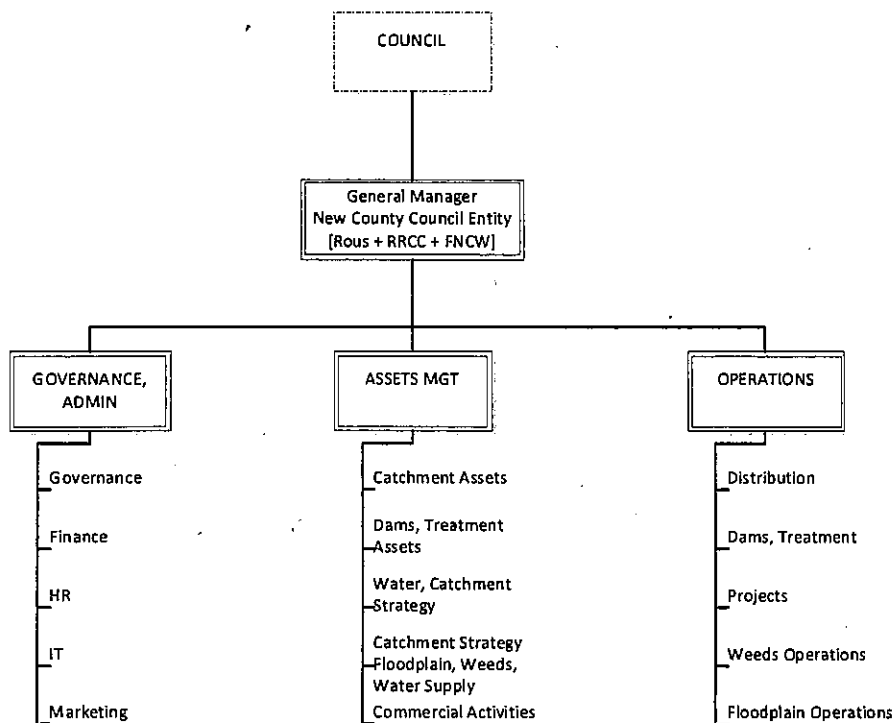 COUNCIL
General Manager
New County Council Entity
[Rous + RRCC + FNCW]
GOVERNANCE,
ADMIN
Governance
Finance
HR
IT
Marketing
ASSETS MGT
Catchment Assets
Dams, Treatment
Assets
Water, Catchment
Strategy
Catchment Strategy
Floodplain, Weeds,
Water Supply
Commercial Activities
OPERATIONS
Distribution
Dams, Treatment
Projects
Weeds Operations
Floodplain Operations